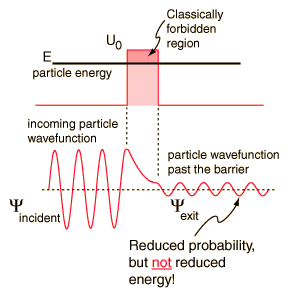 Classically
forbidden
region
U₀
E
particle energy
incoming particle
wavefunction
particle wavefunction
past the barrier
Ψincident
Ψexit
Reduced probability,
but not reduced
energy!